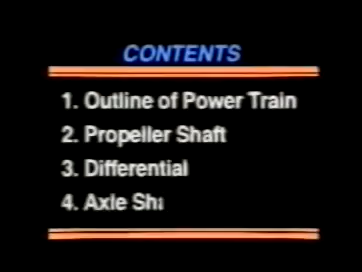 CONTENTS
1. Outline of Power Train
2. Propeller Shaft
3. Differential
4. Axle